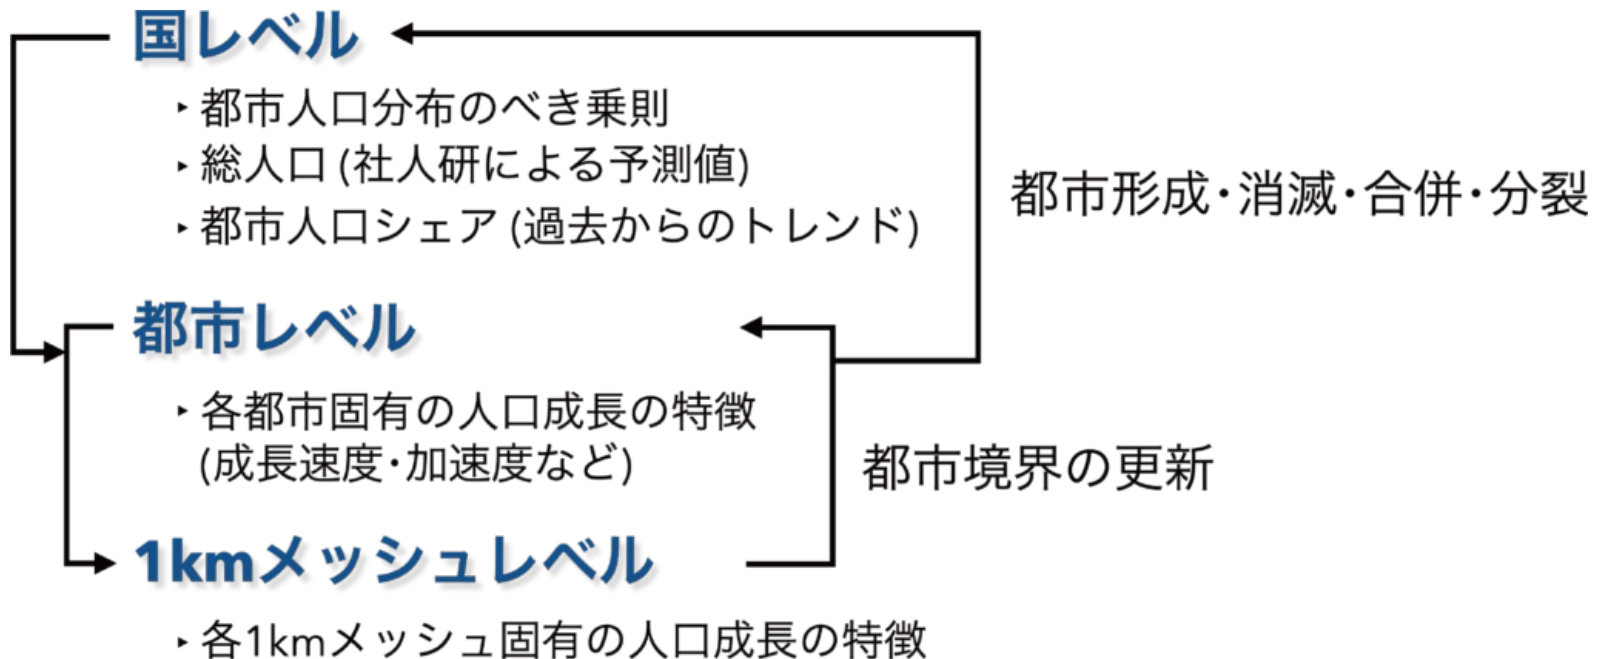 国レベル
‣ 都市人口分布のべき乗則
‣ 総人口 (社人研による予測値)
‣ 都市人口シェア (過去からのトレンド)
都市形成・消滅・合併・分裂
都市レベル
‣ 各都市固有の人口成長の特徴
(成長速度・加速度など)
都市境界の更新
1kmメッシュレベル
‣ 各1kmメッシュ固有の人口成長の特徴